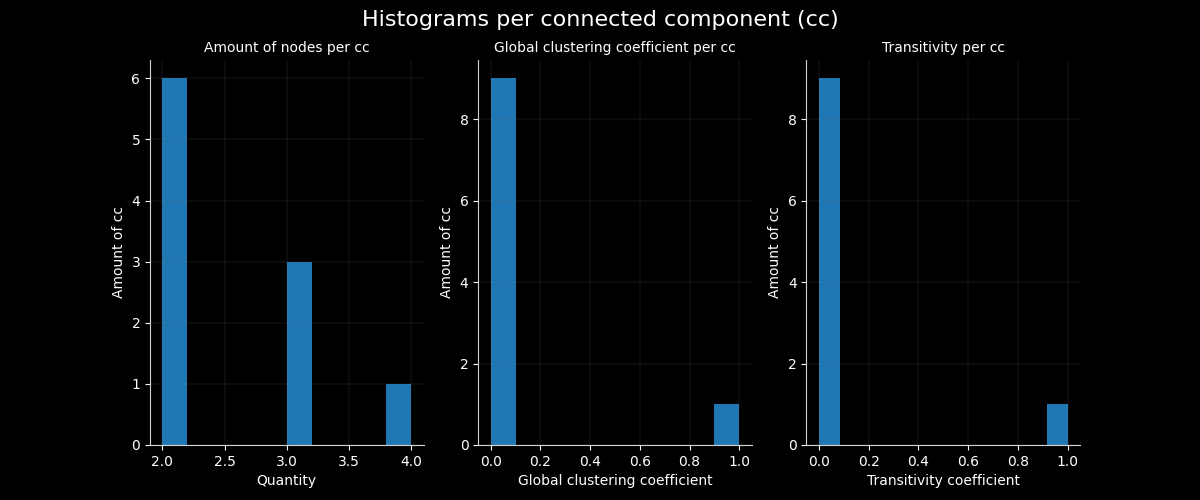 Histograms per connected component (cc)
Amount of nodes per cc
Global clustering coefficient per cc
Transitivity per cc
Amount of cc
6
5
4
3
2
1
0
2.0 2.5 3.0 3.5 4.0
Quantity
Amount of cc
8
6
4
2
0
0.0 0.2 0.4 0.6 0.8 1.0
Global clustering coefficient
Amount of cc
8
6
4
2
0
0.0 0.2 0.4 0.6 0.8 1.0
Transitivity coefficient